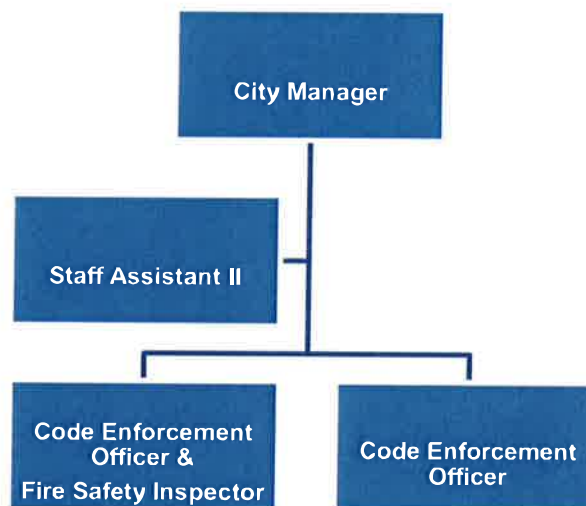 City Manager
Staff Assistant II
Code Enforcement
Officer &
Fire Safety Inspector
Code Enforcement
Officer